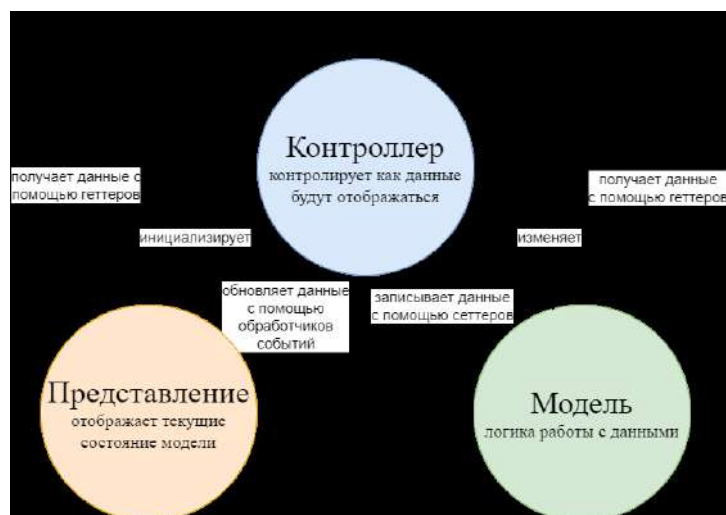 Контроллер
контролирует как данные
будут отображаться
получает данные с
помощью геттеров
получает данные
с помощью геттеров
инициализирует
изменяет
обновляет данные
с помощью
обработчиков
событий
записывает данные
с помощью сеттеров
Представление
отображает текущие
состояние модели
Модель
логика работы с данными